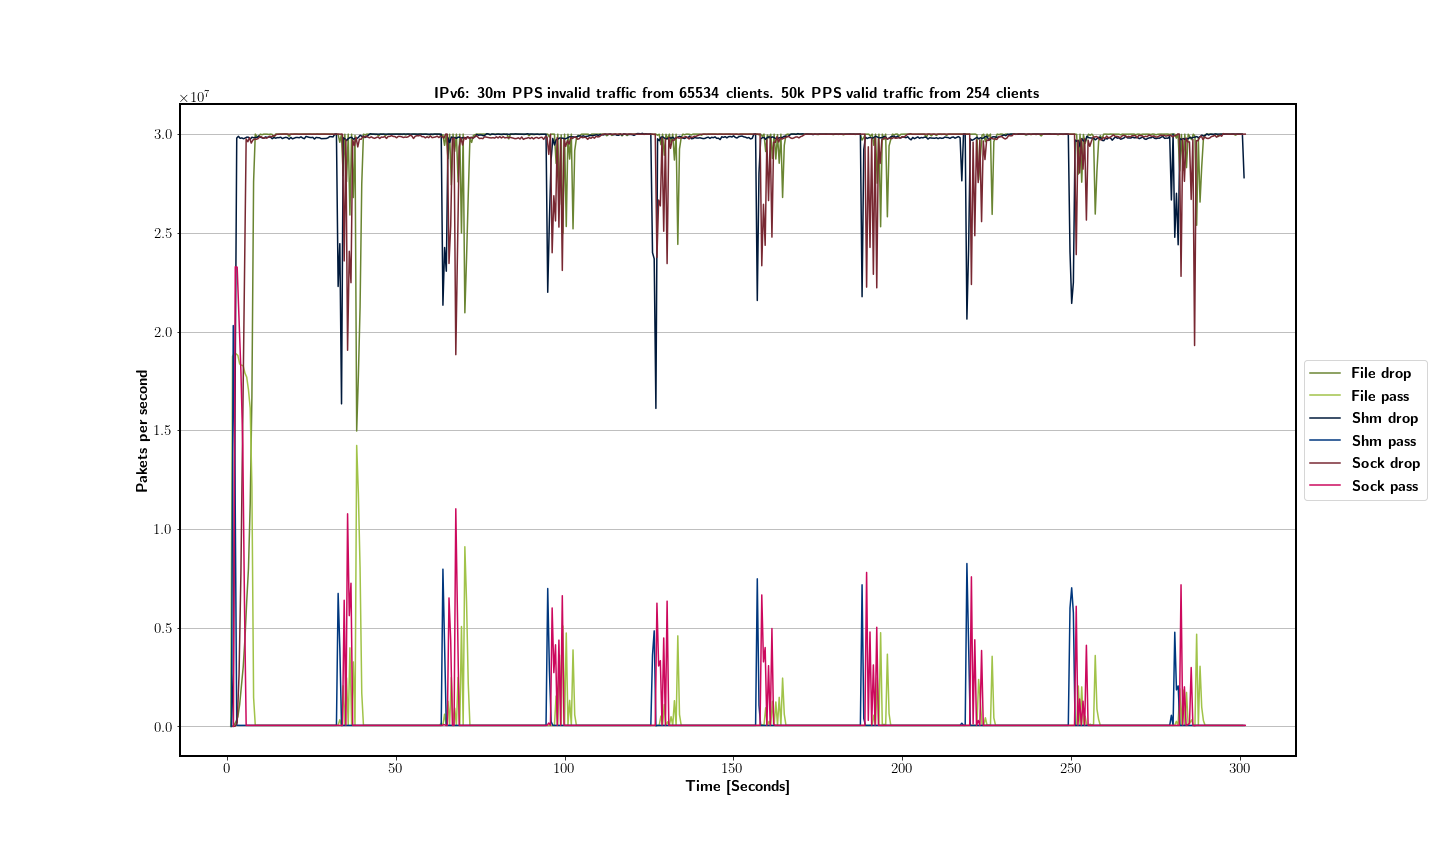 IPv6: 30m PPS invalid traffic from 65534 clients. 50k PPS valid traffic from 254 clients
×10⁷
3.0
2.5
2.0
1.5
1.0
0.5
0.0
Pakets per second
0 50 100 150 200 250 300
Time [Seconds]
File drop
File pass
Shm drop
Shm pass
Sock drop
Sock pass